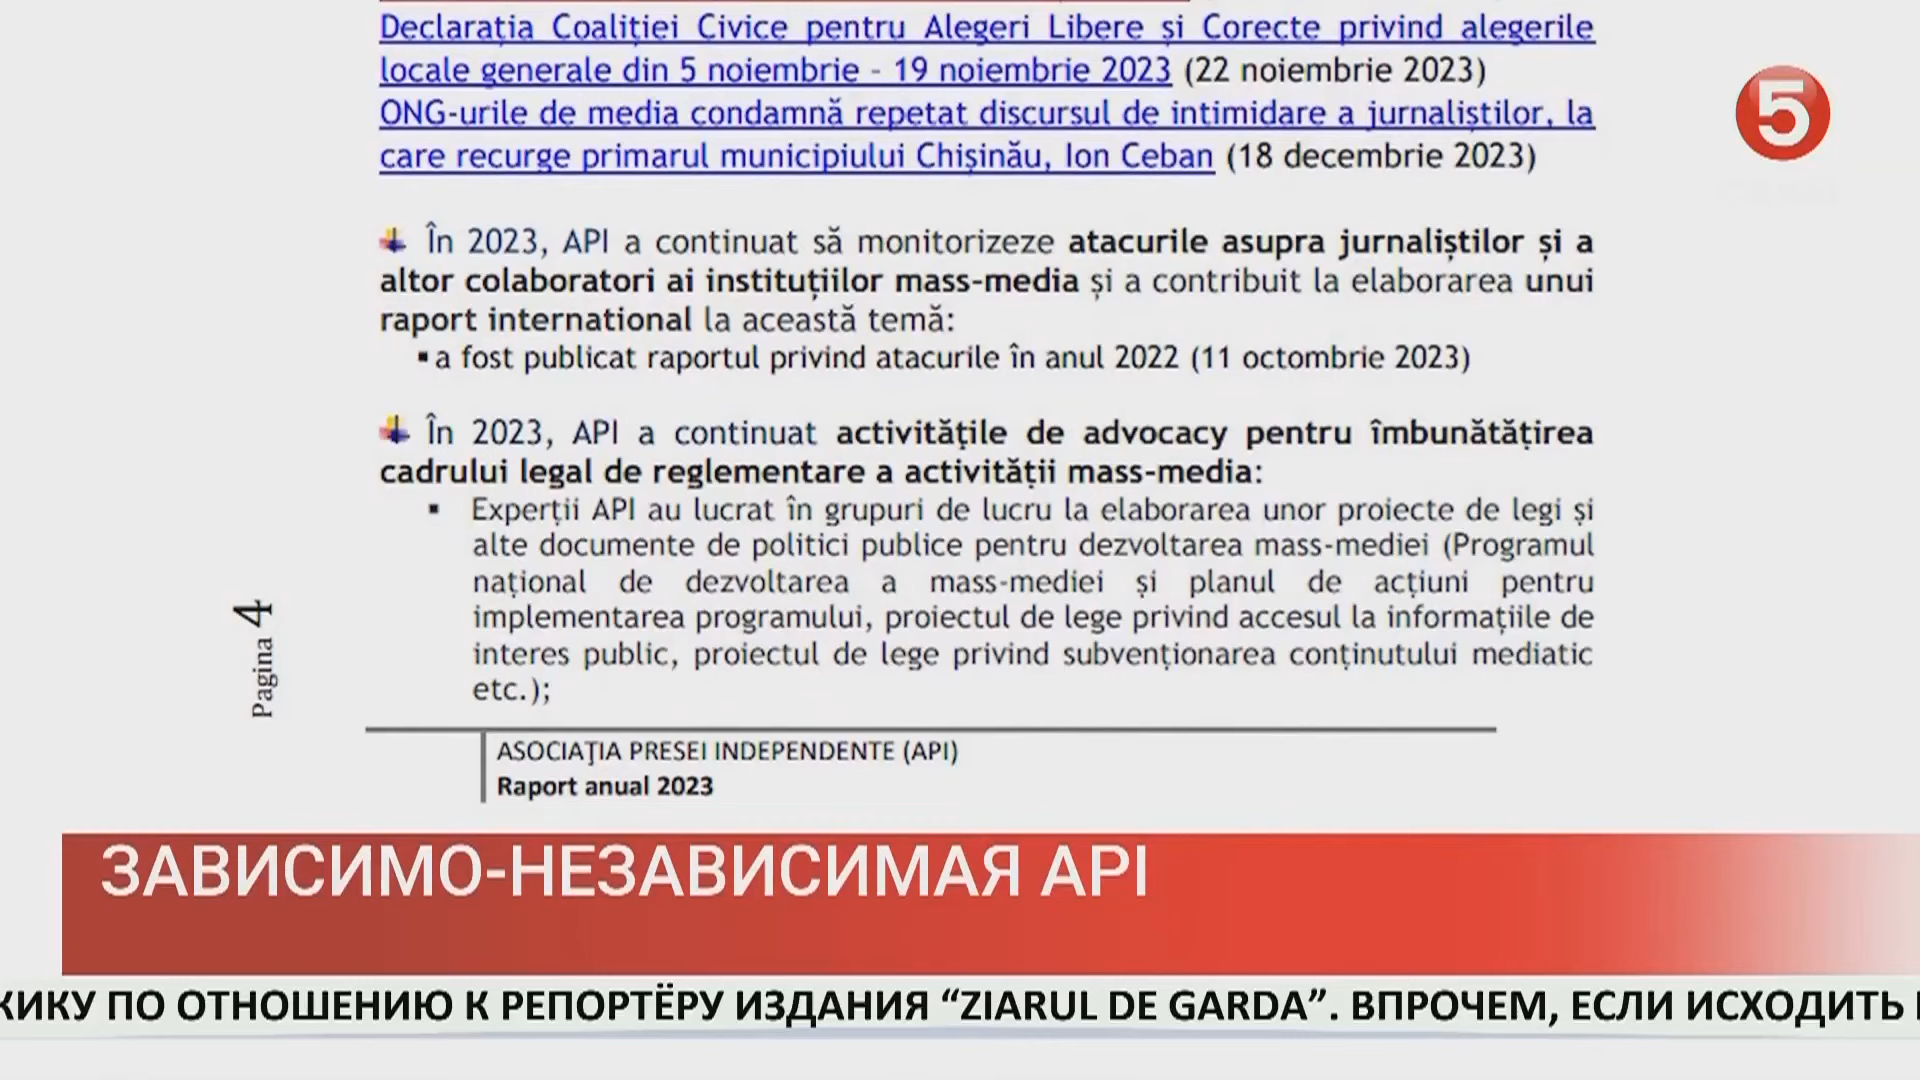 Declarația Coaliției Civice pentru Alegeri Libere și Corecte privind alegerile
locale generale din 5 noiembrie - 19 noiembrie 2023 (22 noiembrie 2023)
ONG-urile de media condamnă repetat discursul de intimidare a jurnaliștilor, la
care recurge primarul municipiului Chișinău, Ion Ceban (18 decembrie 2023)
În 2023, API a continuat să monitorizeze atacurile asupra jurnaliștilor și a
altor colaboratori ai instituțiilor mass-media și a contribuit la elaborarea unui
raport international la această temă:
▪ a fost publicat raportul privind atacurile în anul 2022 (11 octombrie 2023)
În 2023, API a continuat activitățile de advocacy pentru îmbunătățirea
cadrului legal de reglementare a activității mass-media:
▪ Experții API au lucrat în grupuri de lucru la elaborarea unor proiecte de legi și
alte documente de politici publice pentru dezvoltarea mass-mediei (Programul
național de dezvoltarea a mass-mediei și planul de acțiuni pentru
implementarea programului, proiectul de lege privind accesul la informațiile de
interes public, proiectul de lege privind subvenționarea conținutului mediatic
etc.);
Pagina 4
ASOCIAŢIA PRESEI INDEPENDENTE (API)
Raport anual 2023
5
ЗАВИСИМО-НЕЗАВИСИМАЯ API
ЖИКУ ПО ОТНОШЕНИЮ К РЕПОРТЁРУ ИЗДАНИЯ “ZIARUL DE GARDA”. ВПРОЧЕМ, ЕСЛИ ИСХОДИТЬ